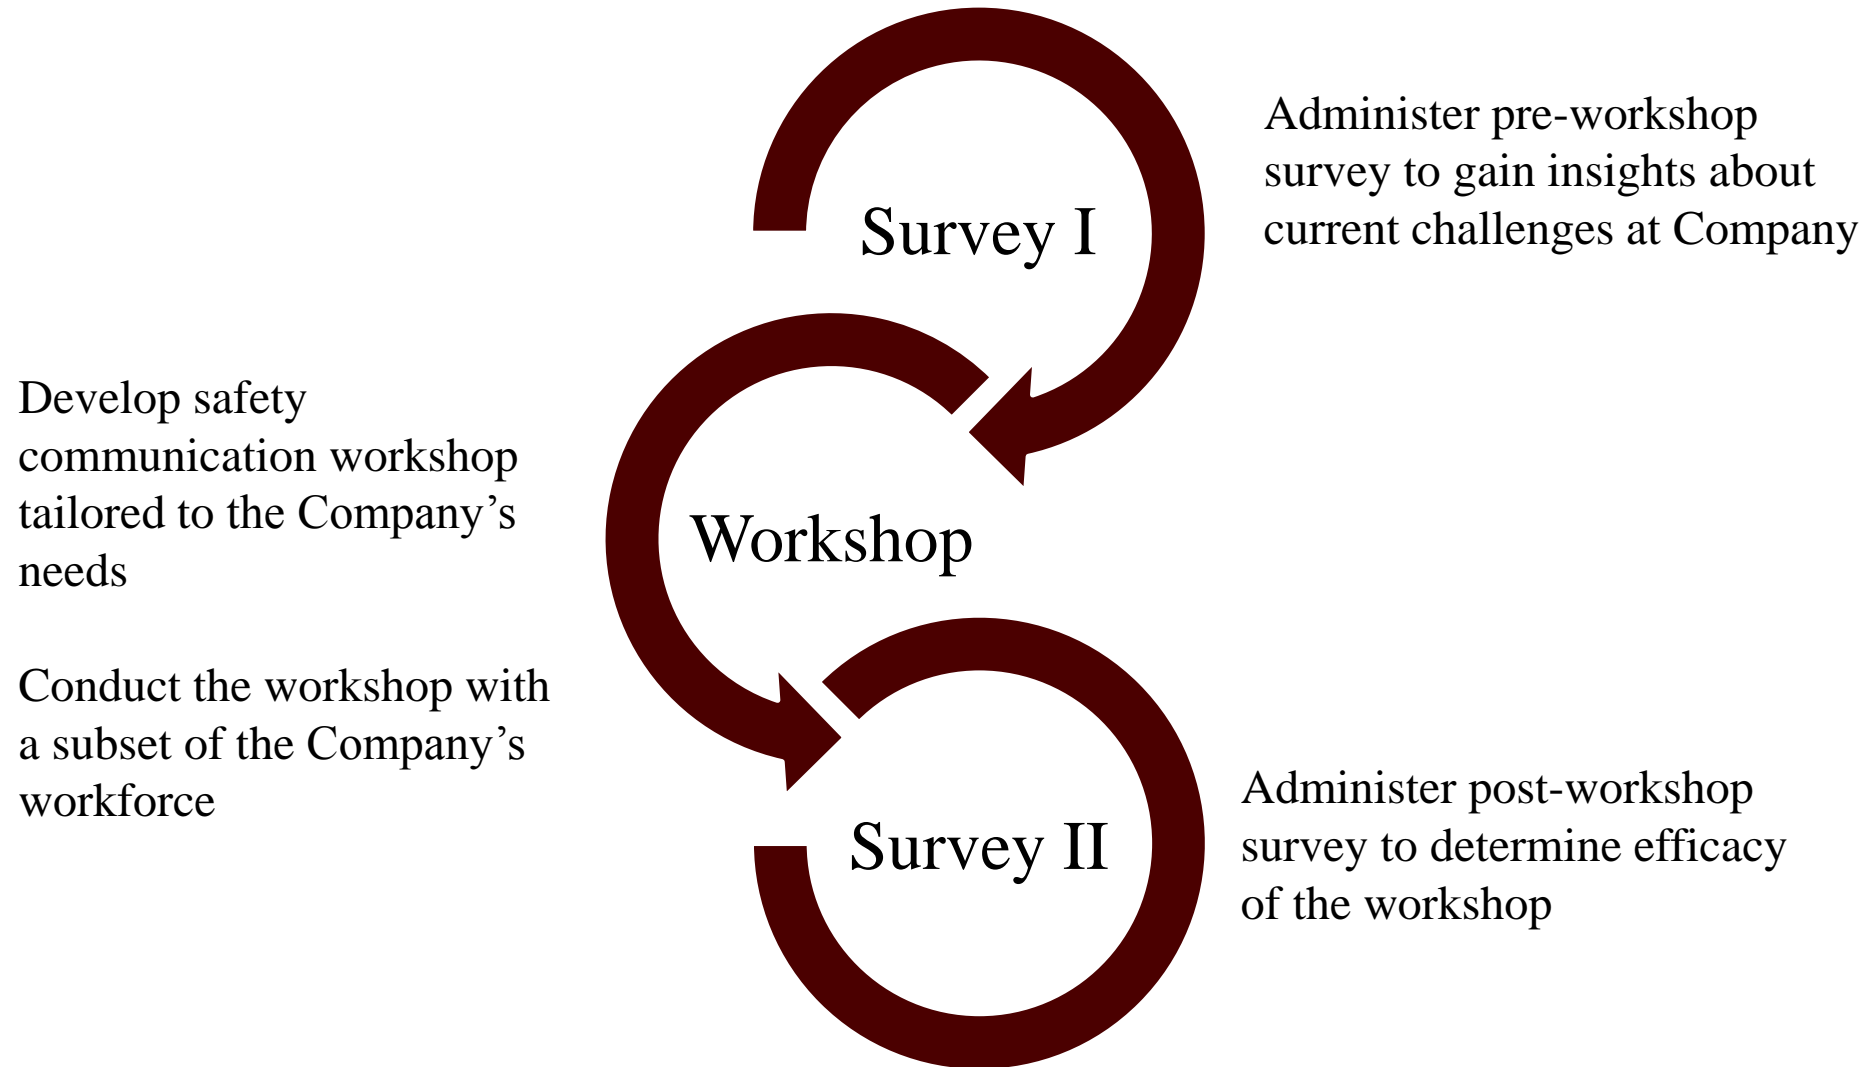 Survey I
Administer pre-workshop
survey to gain insights about
current challenges at Company
Workshop
Develop safety
communication workshop
tailored to the Company’s
needs
Conduct the workshop with
a subset of the Company’s
workforce
Survey II
Administer post-workshop
survey to determine efficacy
of the workshop